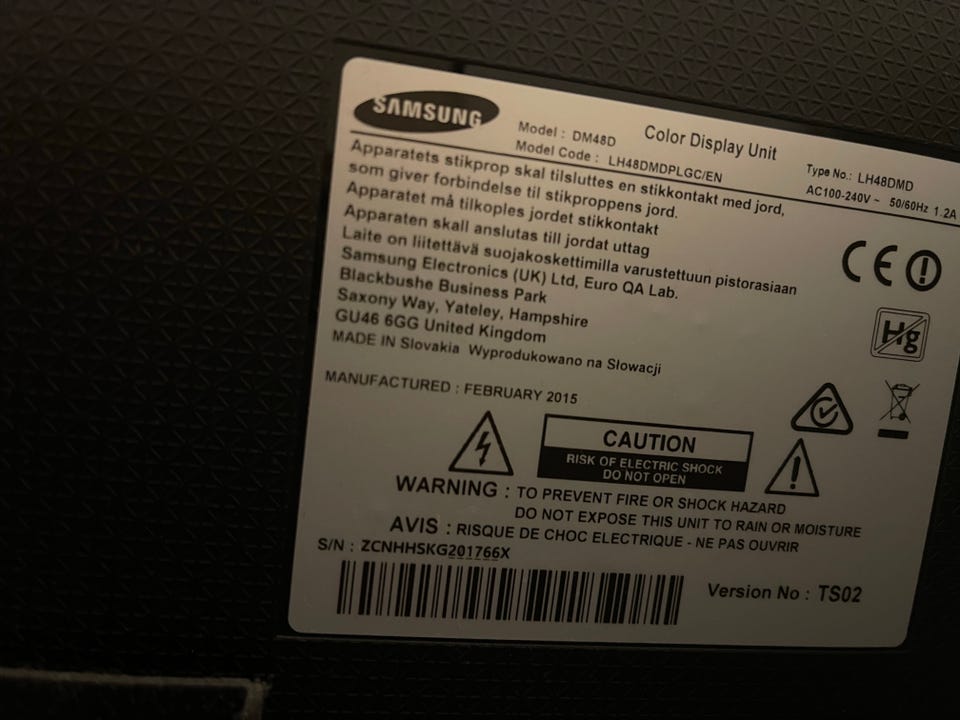 SAMSUNG
Model : DM48D
Color Display Unit
Model Code : LH48DMDPLGC/EN
Type No.: LH48DMD
AC100-240V ~ 50/60Hz 1.2A
Apparatets stikprop skal tilsluttes en stikkontakt med jord,
som giver forbindelse til stikproppens jord.
Apparatet må tilkoples jordet stikkontakt
Apparaten skall anslutas till jordat uttag
Laite on liitettävä suojakoskettimilla varustettuun pistorasiaan
Samsung Electronics (UK) Ltd, Euro QA Lab.
Blackbushe Business Park
Saxony Way, Yateley, Hampshire
GU46 6GG United Kingdom
MADE IN Slovakia Wyprodukowano na Słowacji
CE
Hg
MANUFACTURED : FEBRUARY 2015
CAUTION
RISK OF ELECTRIC SHOCK
DO NOT OPEN
WARNING : TO PREVENT FIRE OR SHOCK HAZARD
DO NOT EXPOSE THIS UNIT TO RAIN OR MOISTURE
AVIS : RISQUE DE CHOC ELECTRIQUE - NE PAS OUVRIR
S/N : ZCNHHSKG201766X
Version No : TS02